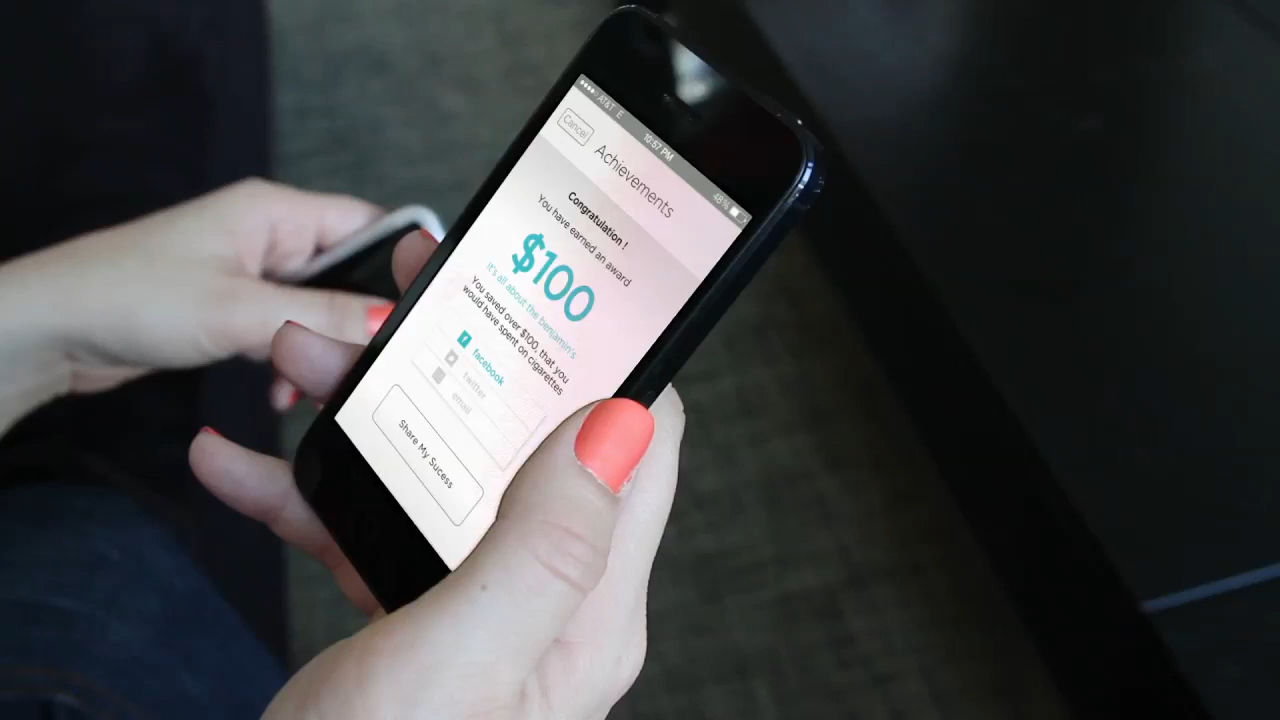 AT&T E 10:57 PM 48%
Cancel
Achievements
Congratulation !
You have earned an award
$100
It's all about the benjamin's
You saved over $100, that you
would have spent on cigarettes
facebook
twitter
email
Share My Sucess